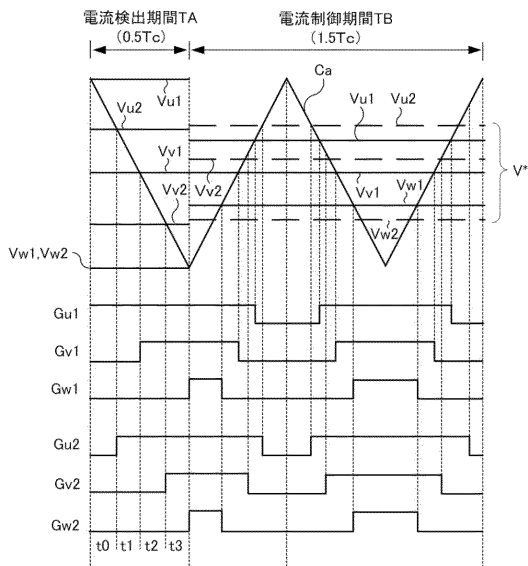 電流検出期間TA
(0.5Tc)
電流制御期間TB
(1.5Tc)
Ca
Vu1
Vu2
Vu1
Vu2
Vv1
Vv2
Vv2
Vv1
Vw1
Vw2
V*
Vw1,Vw2
Gu1
Gv1
Gw1
Gu2
Gv2
Gw2
t0 t1 t2 t3